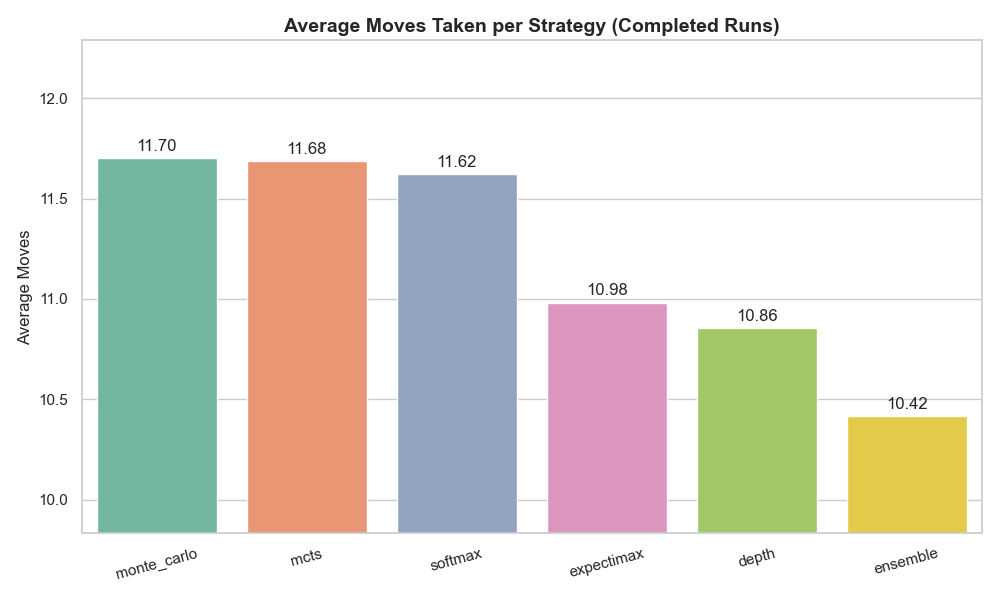 Average Moves Taken per Strategy (Completed Runs)
Average Moves
12.0
11.5
11.0
10.5
10.0
11.70
11.68
11.62
10.98
10.86
10.42
monte_carlo
mcts
softmax
expectimax
depth
ensemble